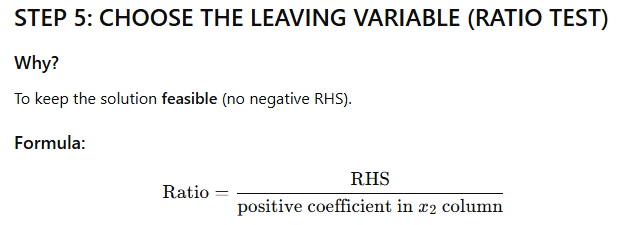 STEP 5: CHOOSE THE LEAVING VARIABLE (RATIO TEST)
Why?
To keep the solution feasible (no negative RHS).
Formula:
Ratio = RHS / positive coefficient in x₂ column